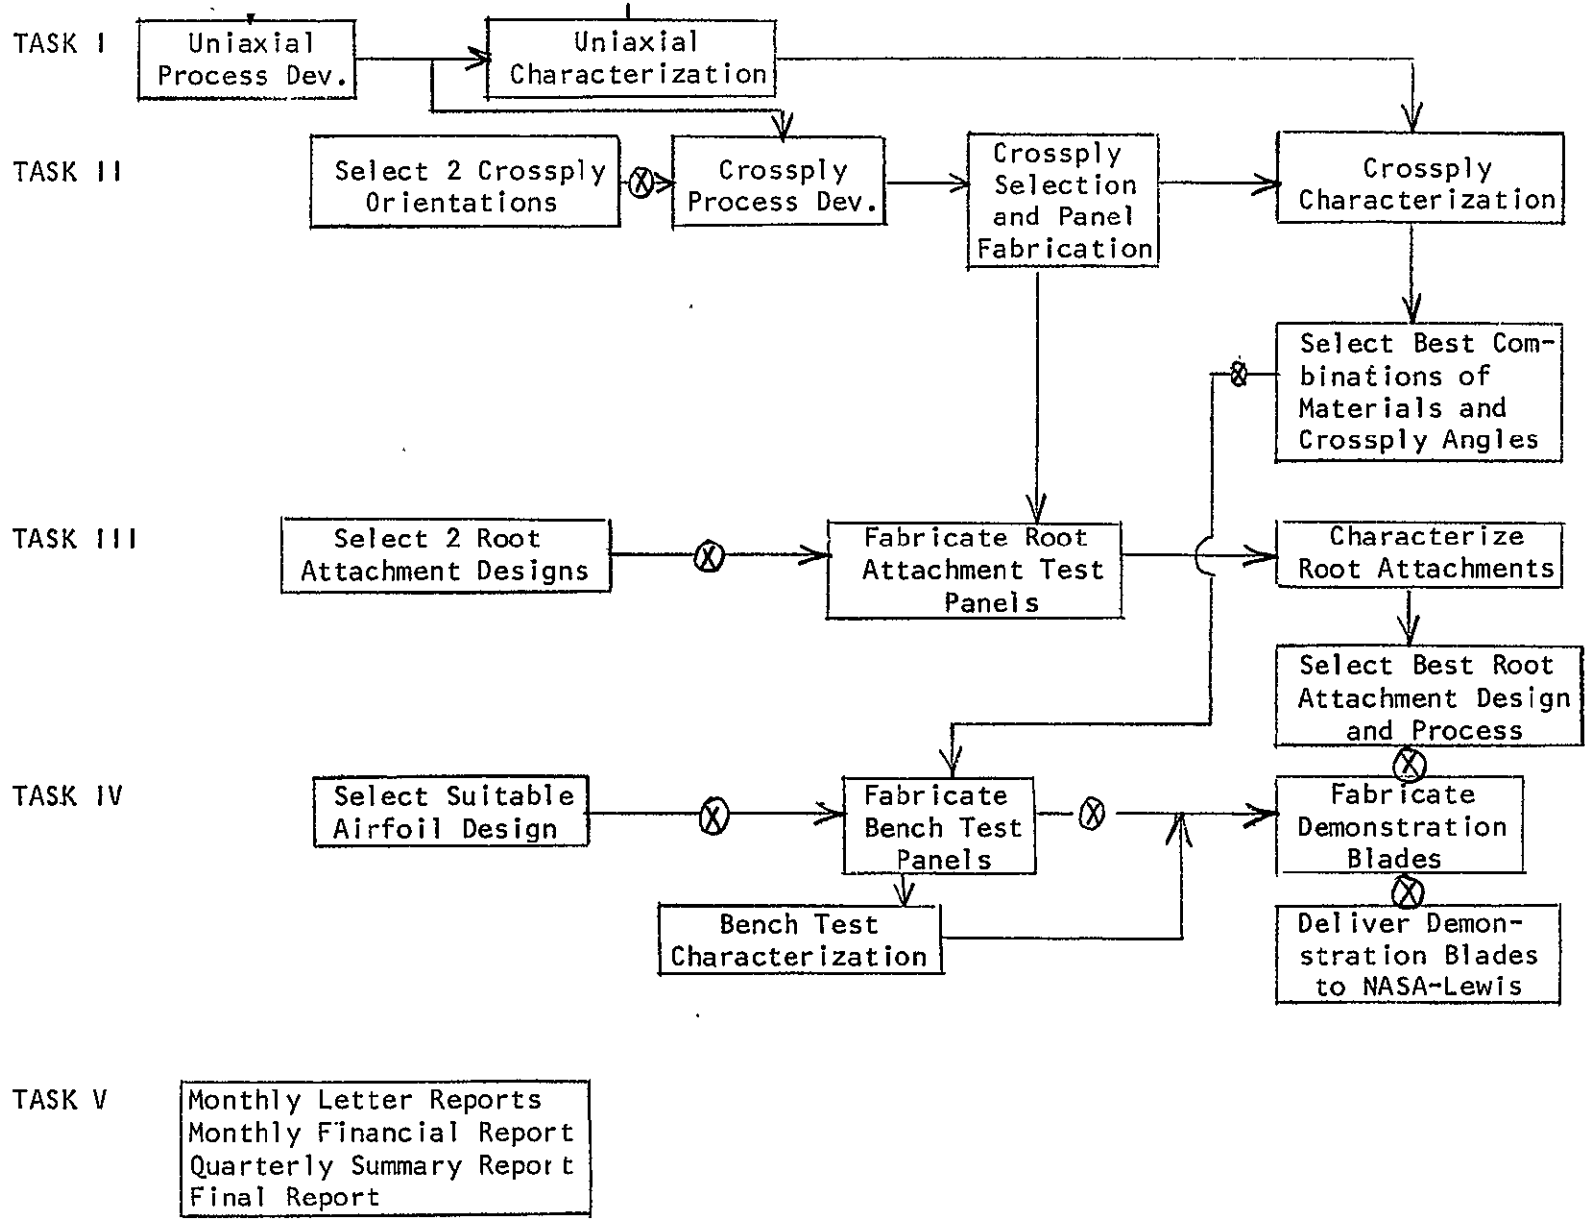 TASK I
Uniaxial
Process Dev.
Uniaxial
Characterization
TASK II
Select 2 Crossply
Orientations
X
Crossply
Process Dev.
Crossply
Selection
and Panel
Fabrication
Crossply
Characterization
X
Select Best Com-
binations of
Materials and
Crossply Angles
TASK III
Select 2 Root
Attachment Designs
X
Fabricate Root
Attachment Test
Panels
Characterize
Root Attachments
Select Best Root
Attachment Design
and Process
X
TASK IV
Select Suitable
Airfoil Design
X
Fabricate
Bench Test
Panels
X
Fabricate
Demonstration
Blades
X
Bench Test
Characterization
Deliver Demon-
stration Blades
to NASA-Lewis
TASK V
Monthly Letter Reports
Monthly Financial Report
Quarterly Summary Report
Final Report